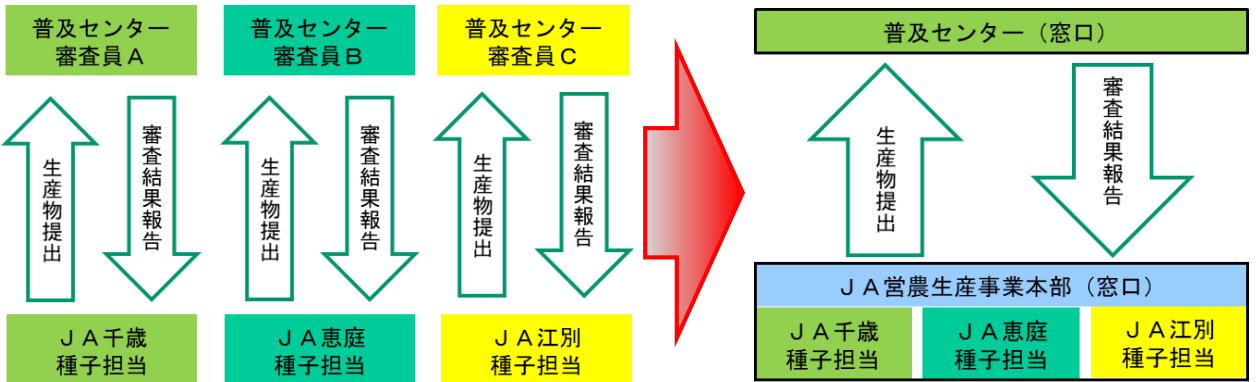 普及センター
審査員A
普及センター
審査員B
普及センター
審査員C
生産物提出
審査結果報告
生産物提出
審査結果報告
生産物提出
審査結果報告
JA千歳
種子担当
JA恵庭
種子担当
JA江別
種子担当
普及センター(窓口)
生産物提出
審査結果報告
JA営農生産事業本部(窓口)
JA千歳
種子担当
JA恵庭
種子担当
JA江別
種子担当